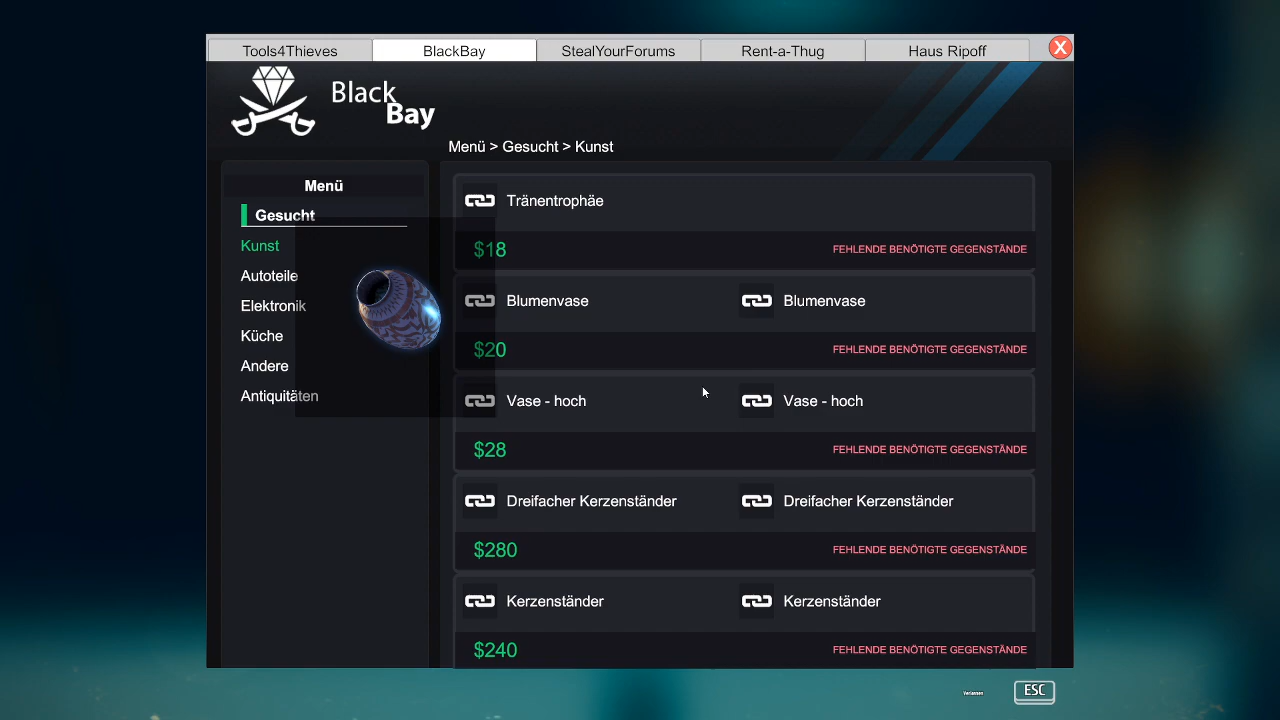 Tools4Thieves BlackBay StealYourForums Rent-a-Thug Haus Ripoff X
Black
Bay
Menü > Gesucht > Kunst
Menü
Gesucht
Kunst
Autoteile
Elektronik
Küche
Andere
Antiquitäten
Tränentrophäe
$18 FEHLENDE BENÖTIGTE GEGENSTÄNDE
Blumenvase Blumenvase
$20 FEHLENDE BENÖTIGTE GEGENSTÄNDE
Vase - hoch Vase - hoch
$28 FEHLENDE BENÖTIGTE GEGENSTÄNDE
Dreifacher Kerzenständer Dreifacher Kerzenständer
$280 FEHLENDE BENÖTIGTE GEGENSTÄNDE
Kerzenständer Kerzenständer
$240 FEHLENDE BENÖTIGTE GEGENSTÄNDE
Verlassen ESC